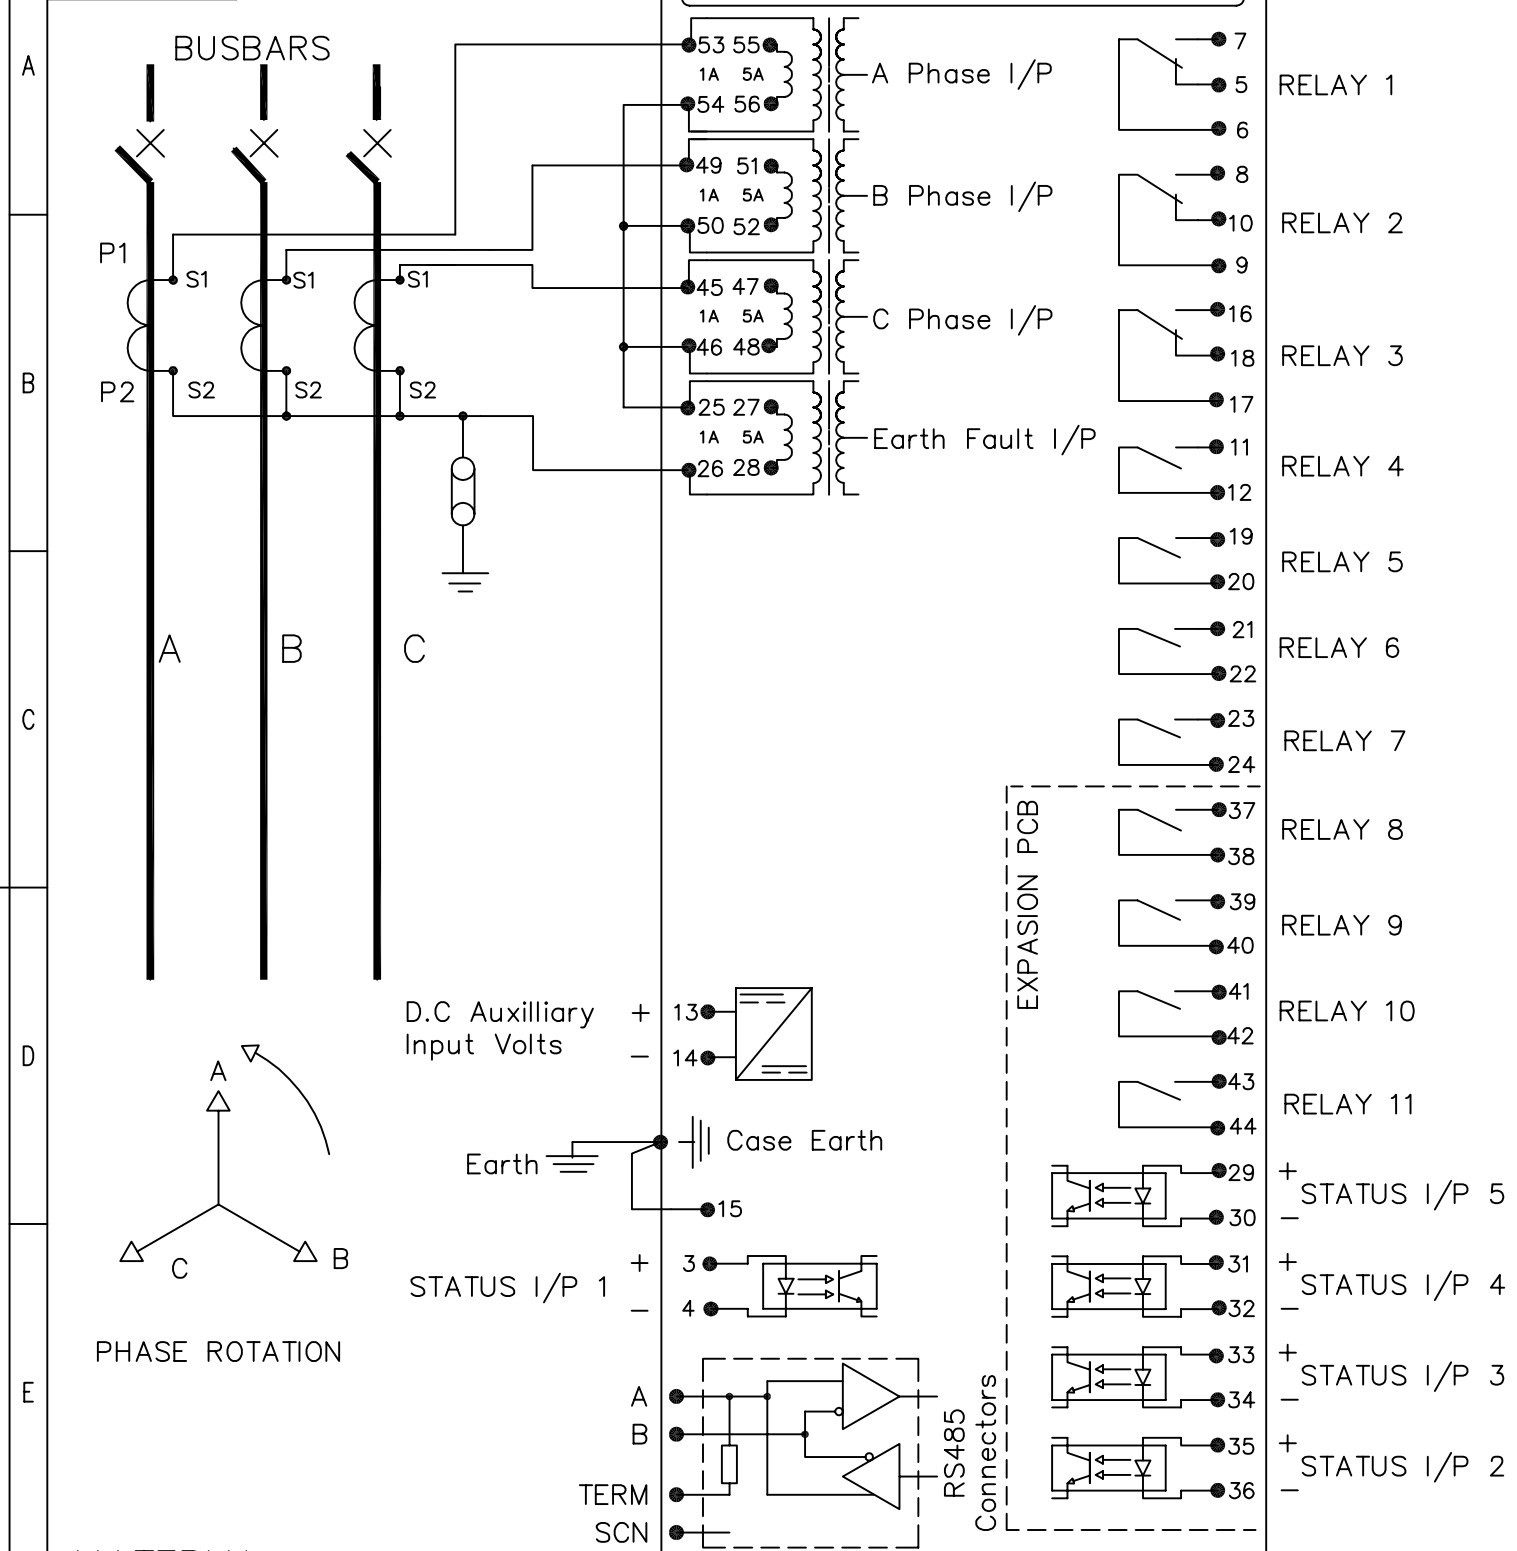 A
B
C
D
E
BUSBARS
P1
S1
S1
S1
P2
S2
S2
S2
A
B
C
A
C
B
PHASE ROTATION
53 55
1A 5A
54 56
A Phase I/P
49 51
1A 5A
50 52
B Phase I/P
45 47
1A 5A
46 48
C Phase I/P
25 27
1A 5A
26 28
Earth Fault I/P
D.C Auxilliary
Input Volts
+ 13
− 14
Earth
Case Earth
15
STATUS I/P 1
+ 3
− 4
A
B
TERM
SCN
RS485
Connectors
EXPASION PCB
7
5
6
RELAY 1
8
10
9
RELAY 2
16
18
17
RELAY 3
11
12
RELAY 4
19
20
RELAY 5
21
22
RELAY 6
23
24
RELAY 7
37
38
RELAY 8
39
40
RELAY 9
41
42
RELAY 10
43
44
RELAY 11
29 +
30 −
STATUS I/P 5
31 +
32 −
STATUS I/P 4
33 +
34 −
STATUS I/P 3
35 +
36 −
STATUS I/P 2